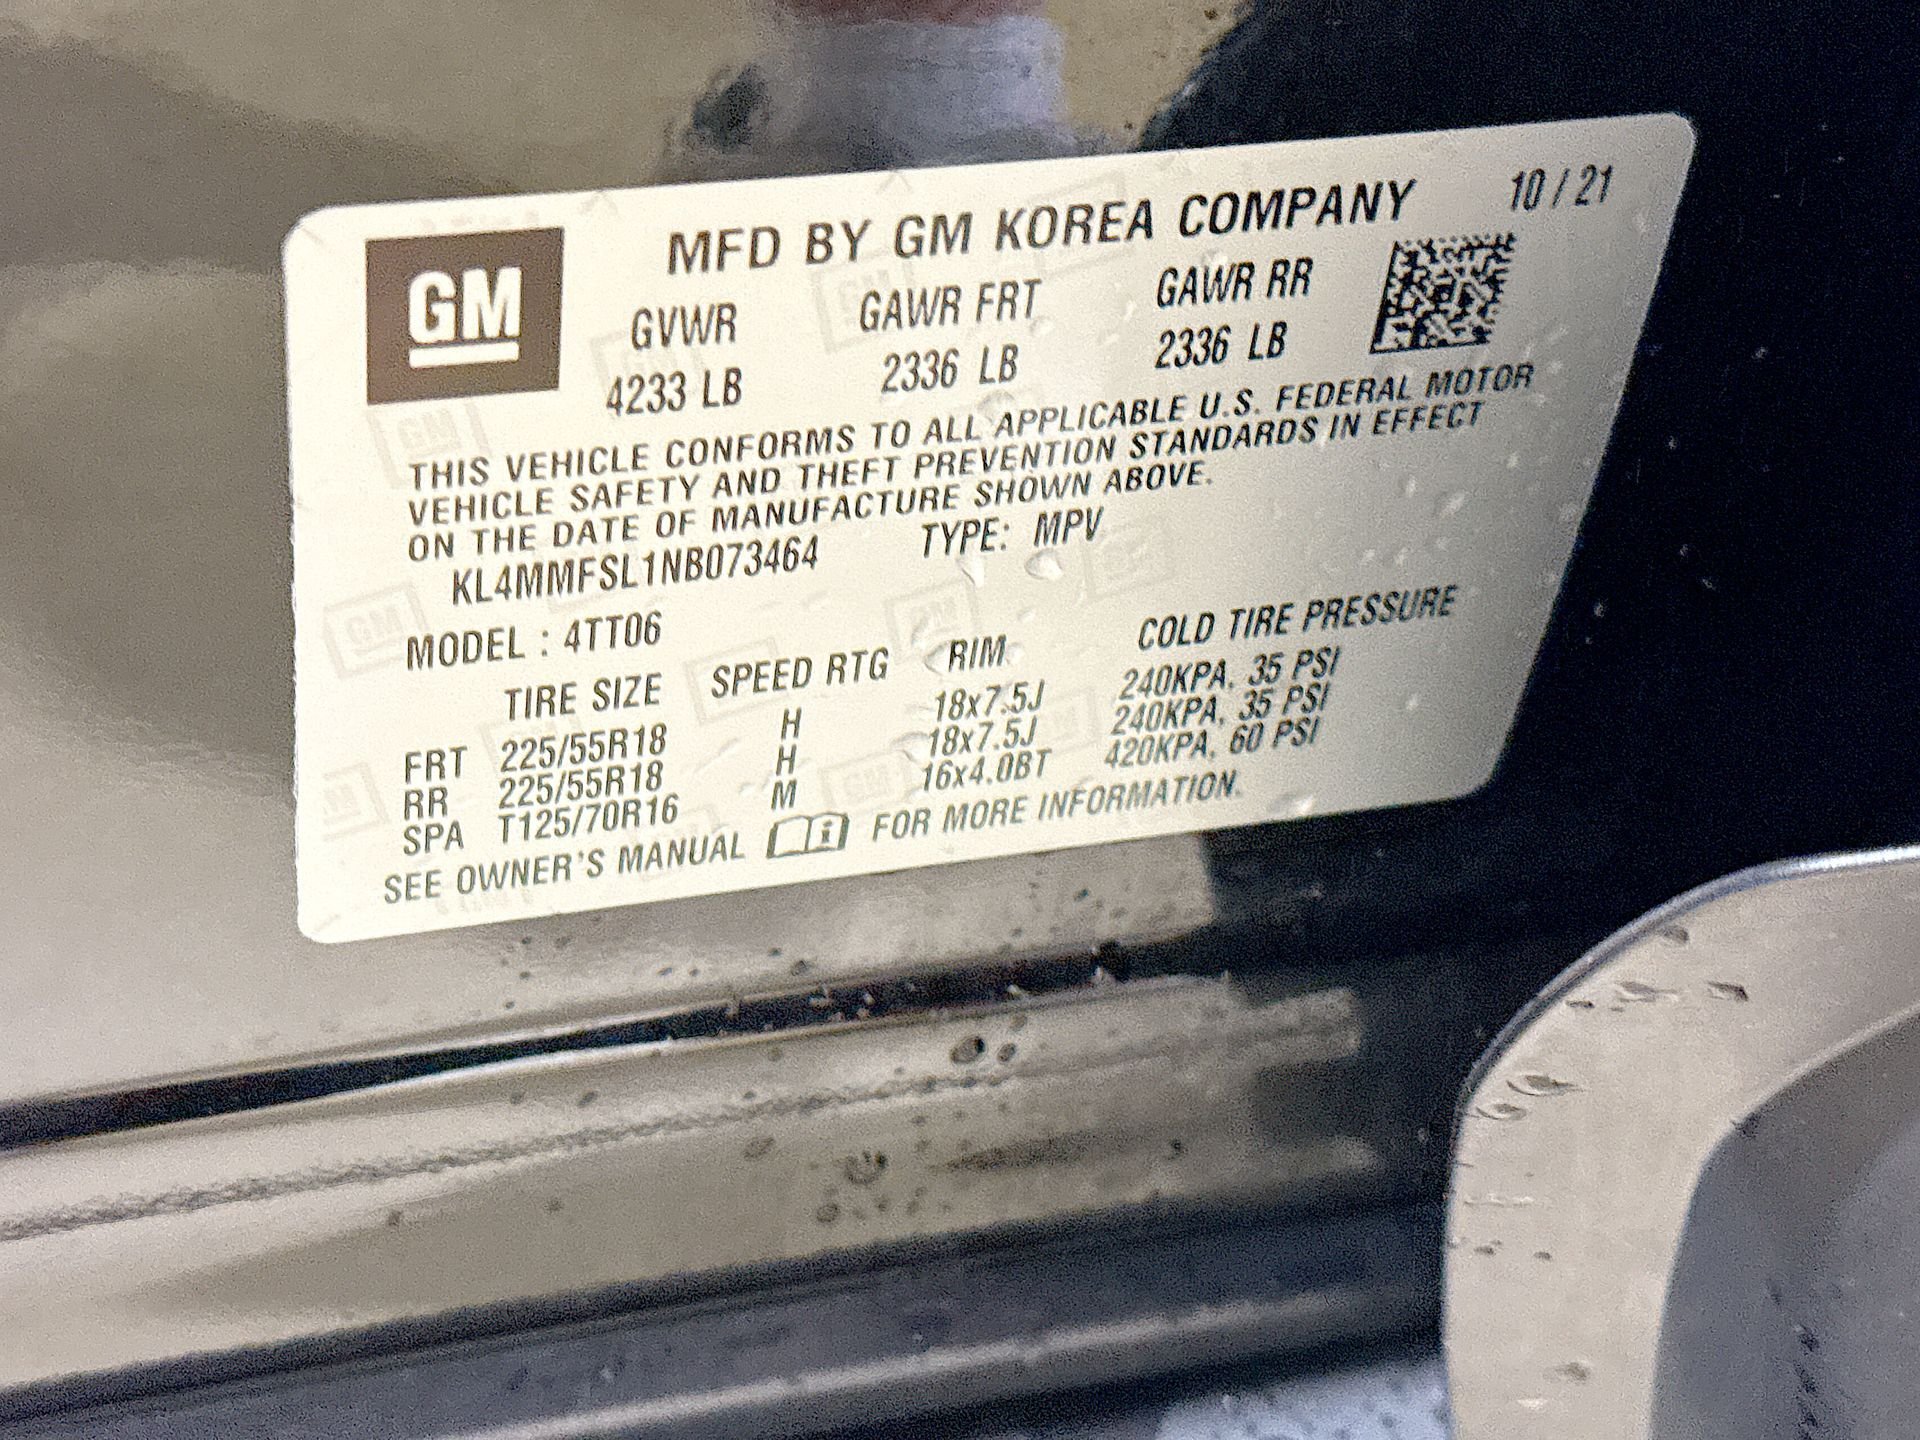 MFD BY GM KOREA COMPANY 10 / 21
GM
GVWR GAWR FRT GAWR RR
4233 LB 2336 LB 2336 LB
THIS VEHICLE CONFORMS TO ALL APPLICABLE U.S. FEDERAL MOTOR
VEHICLE SAFETY AND THEFT PREVENTION STANDARDS IN EFFECT
ON THE DATE OF MANUFACTURE SHOWN ABOVE.
KL4MMFSL1NB073464 TYPE: MPV
MODEL : 4TT06
TIRE SIZE SPEED RTG RIM COLD TIRE PRESSURE
FRT 225/55R18 H 18x7.5J 240KPA, 35 PSI
RR 225/55R18 H 18x7.5J 240KPA, 35 PSI
SPA T125/70R16 M 16x4.0BT 420KPA, 60 PSI
SEE OWNER'S MANUAL i FOR MORE INFORMATION.